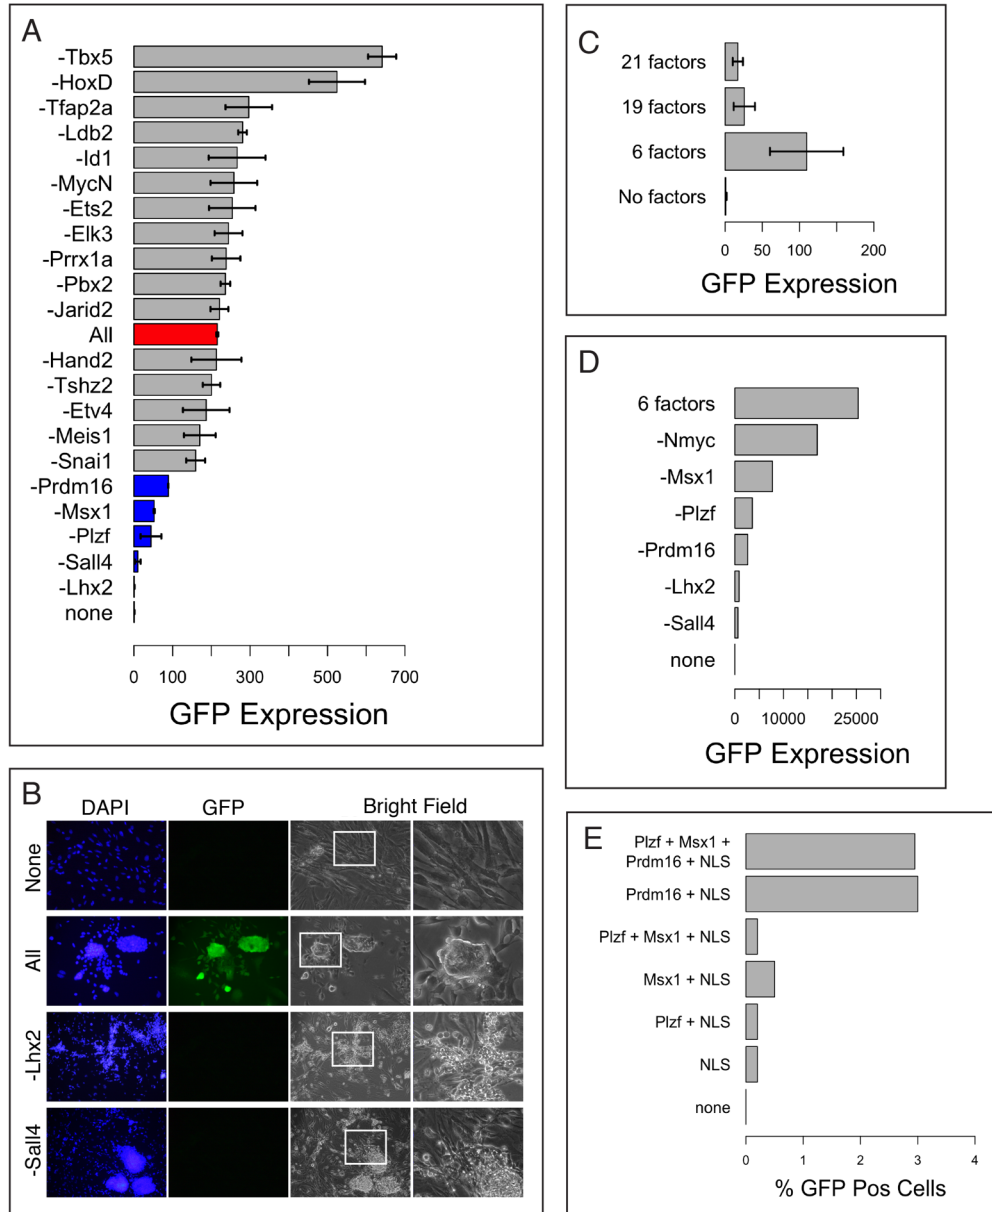 A
-Tbx5
-HoxD
-Tfap2a
-Ldb2
-Id1
-MycN
-Ets2
-Elk3
-Prrx1a
-Pbx2
-Jarid2
All
-Hand2
-Tshz2
-Etv4
-Meis1
-Snai1
-Prdm16
-Msx1
-Plzf
-Sall4
-Lhx2
none
0 100 300 500 700
GFP Expression
B
DAPI GFP Bright Field
None
All
-Lhx2
-Sall4
C
21 factors
19 factors
6 factors
No factors
0 50 100 200
GFP Expression
D
6 factors
-Nmyc
-Msx1
-Plzf
-Prdm16
-Lhx2
-Sall4
none
0 10000 25000
GFP Expression
E
Plzf + Msx1 +
Prdm16 + NLS
Prdm16 + NLS
Plzf + Msx1 + NLS
Msx1 + NLS
Plzf + NLS
NLS
none
0 1 2 3 4
% GFP Pos Cells